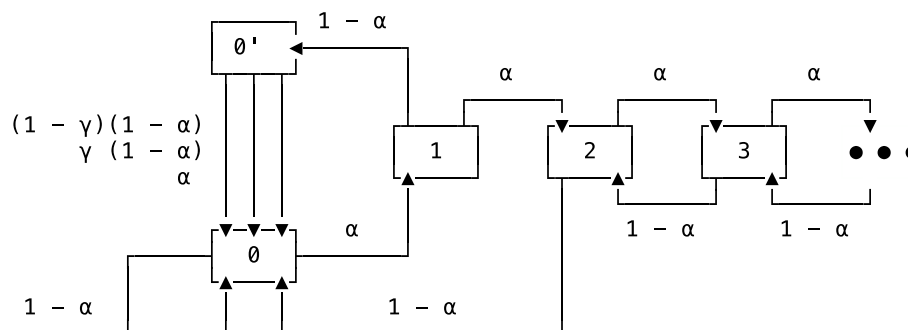 1 – α
0'
α
α
α
(1 – γ)(1 – α)
γ (1 – α)
α
1
2
3
1 – α
1 – α
α
0
1 – α
1 – α